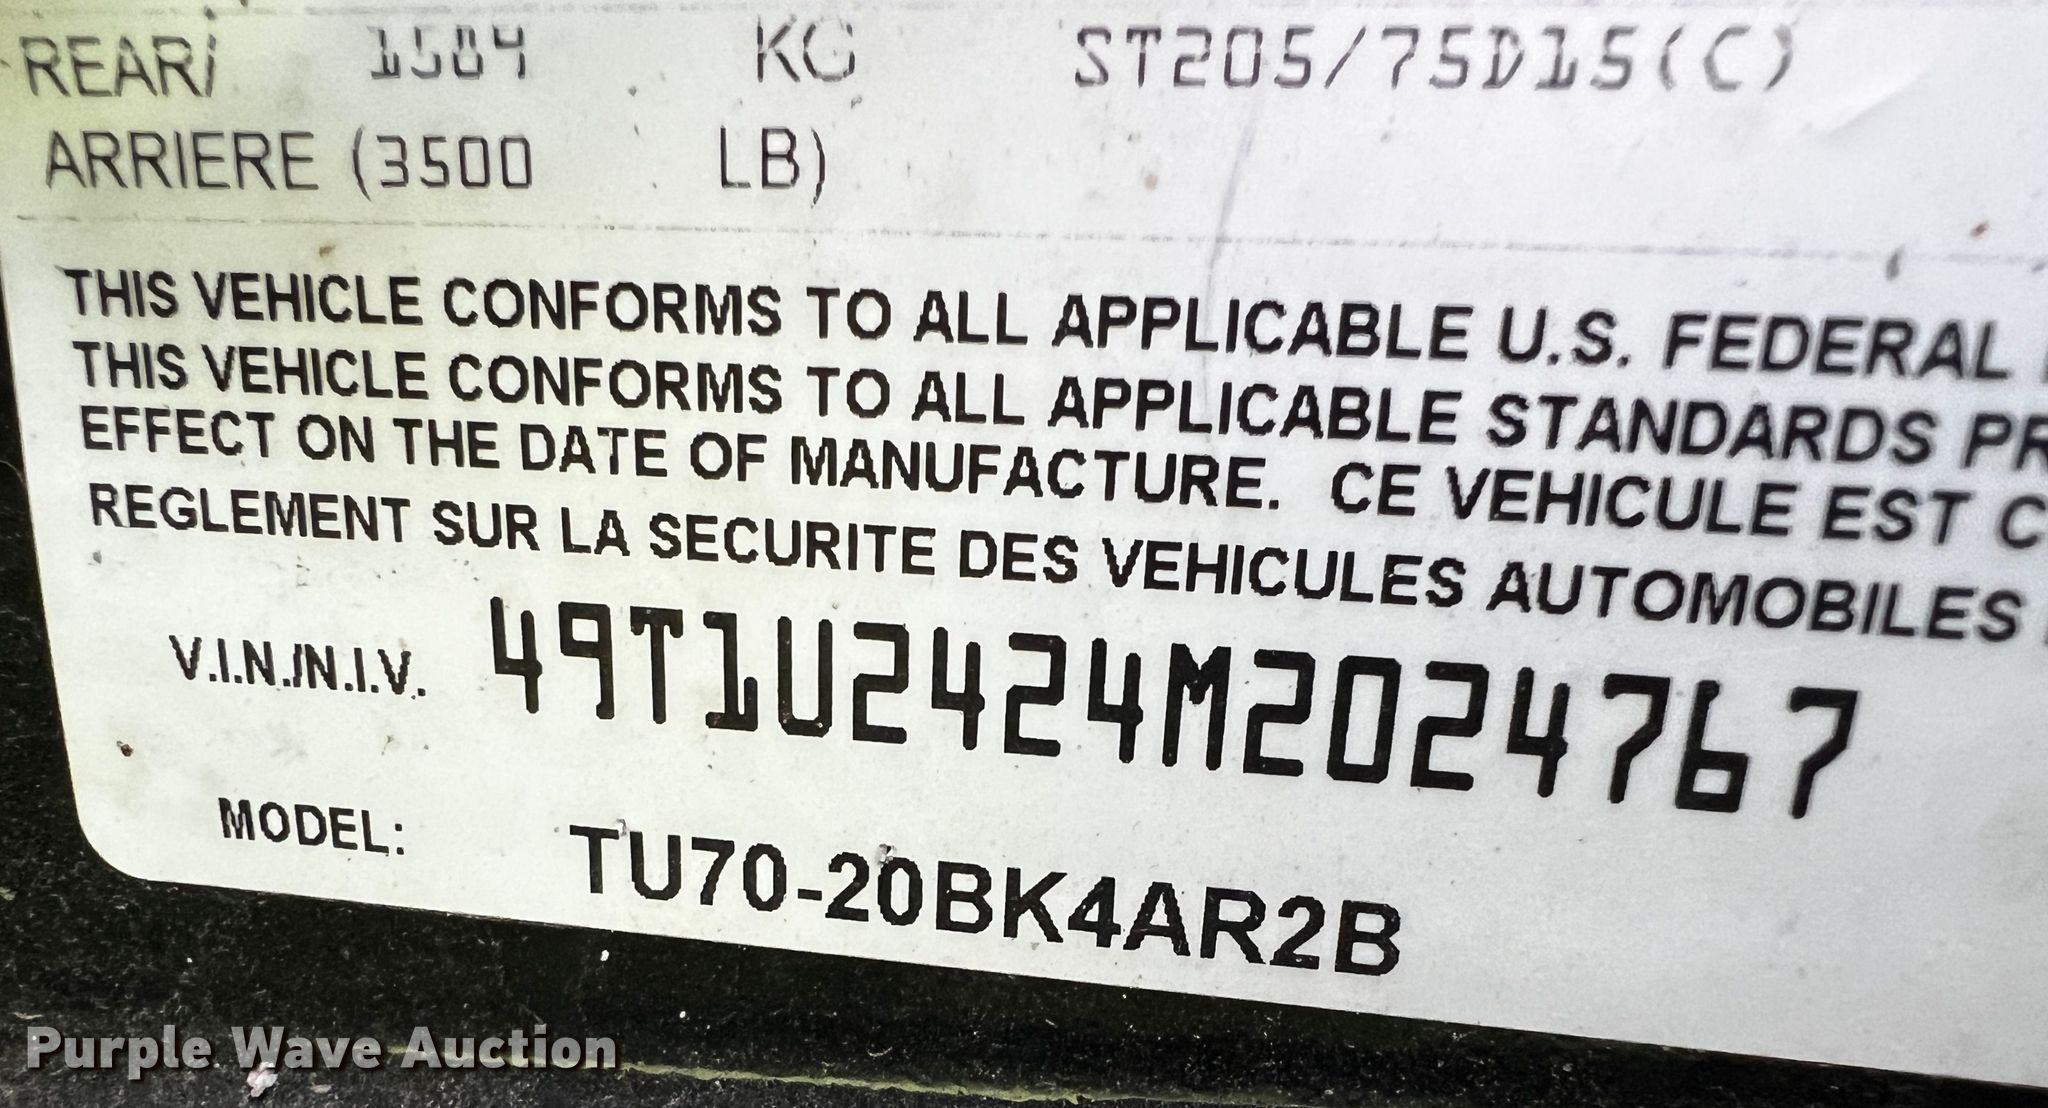 REAR/ 1584 KG ST205/75D15(C)
ARRIERE (3500 LB)
THIS VEHICLE CONFORMS TO ALL APPLICABLE U.S. FEDERAL
THIS VEHICLE CONFORMS TO ALL APPLICABLE STANDARDS PR
EFFECT ON THE DATE OF MANUFACTURE. CE VEHICULE EST C
REGLEMENT SUR LA SECURITE DES VEHICULES AUTOMOBILES
V.I.N./N.I.V. 49T1U2424M2024767
MODEL: TU70-20BK4AR2B
Purple Wave Auction